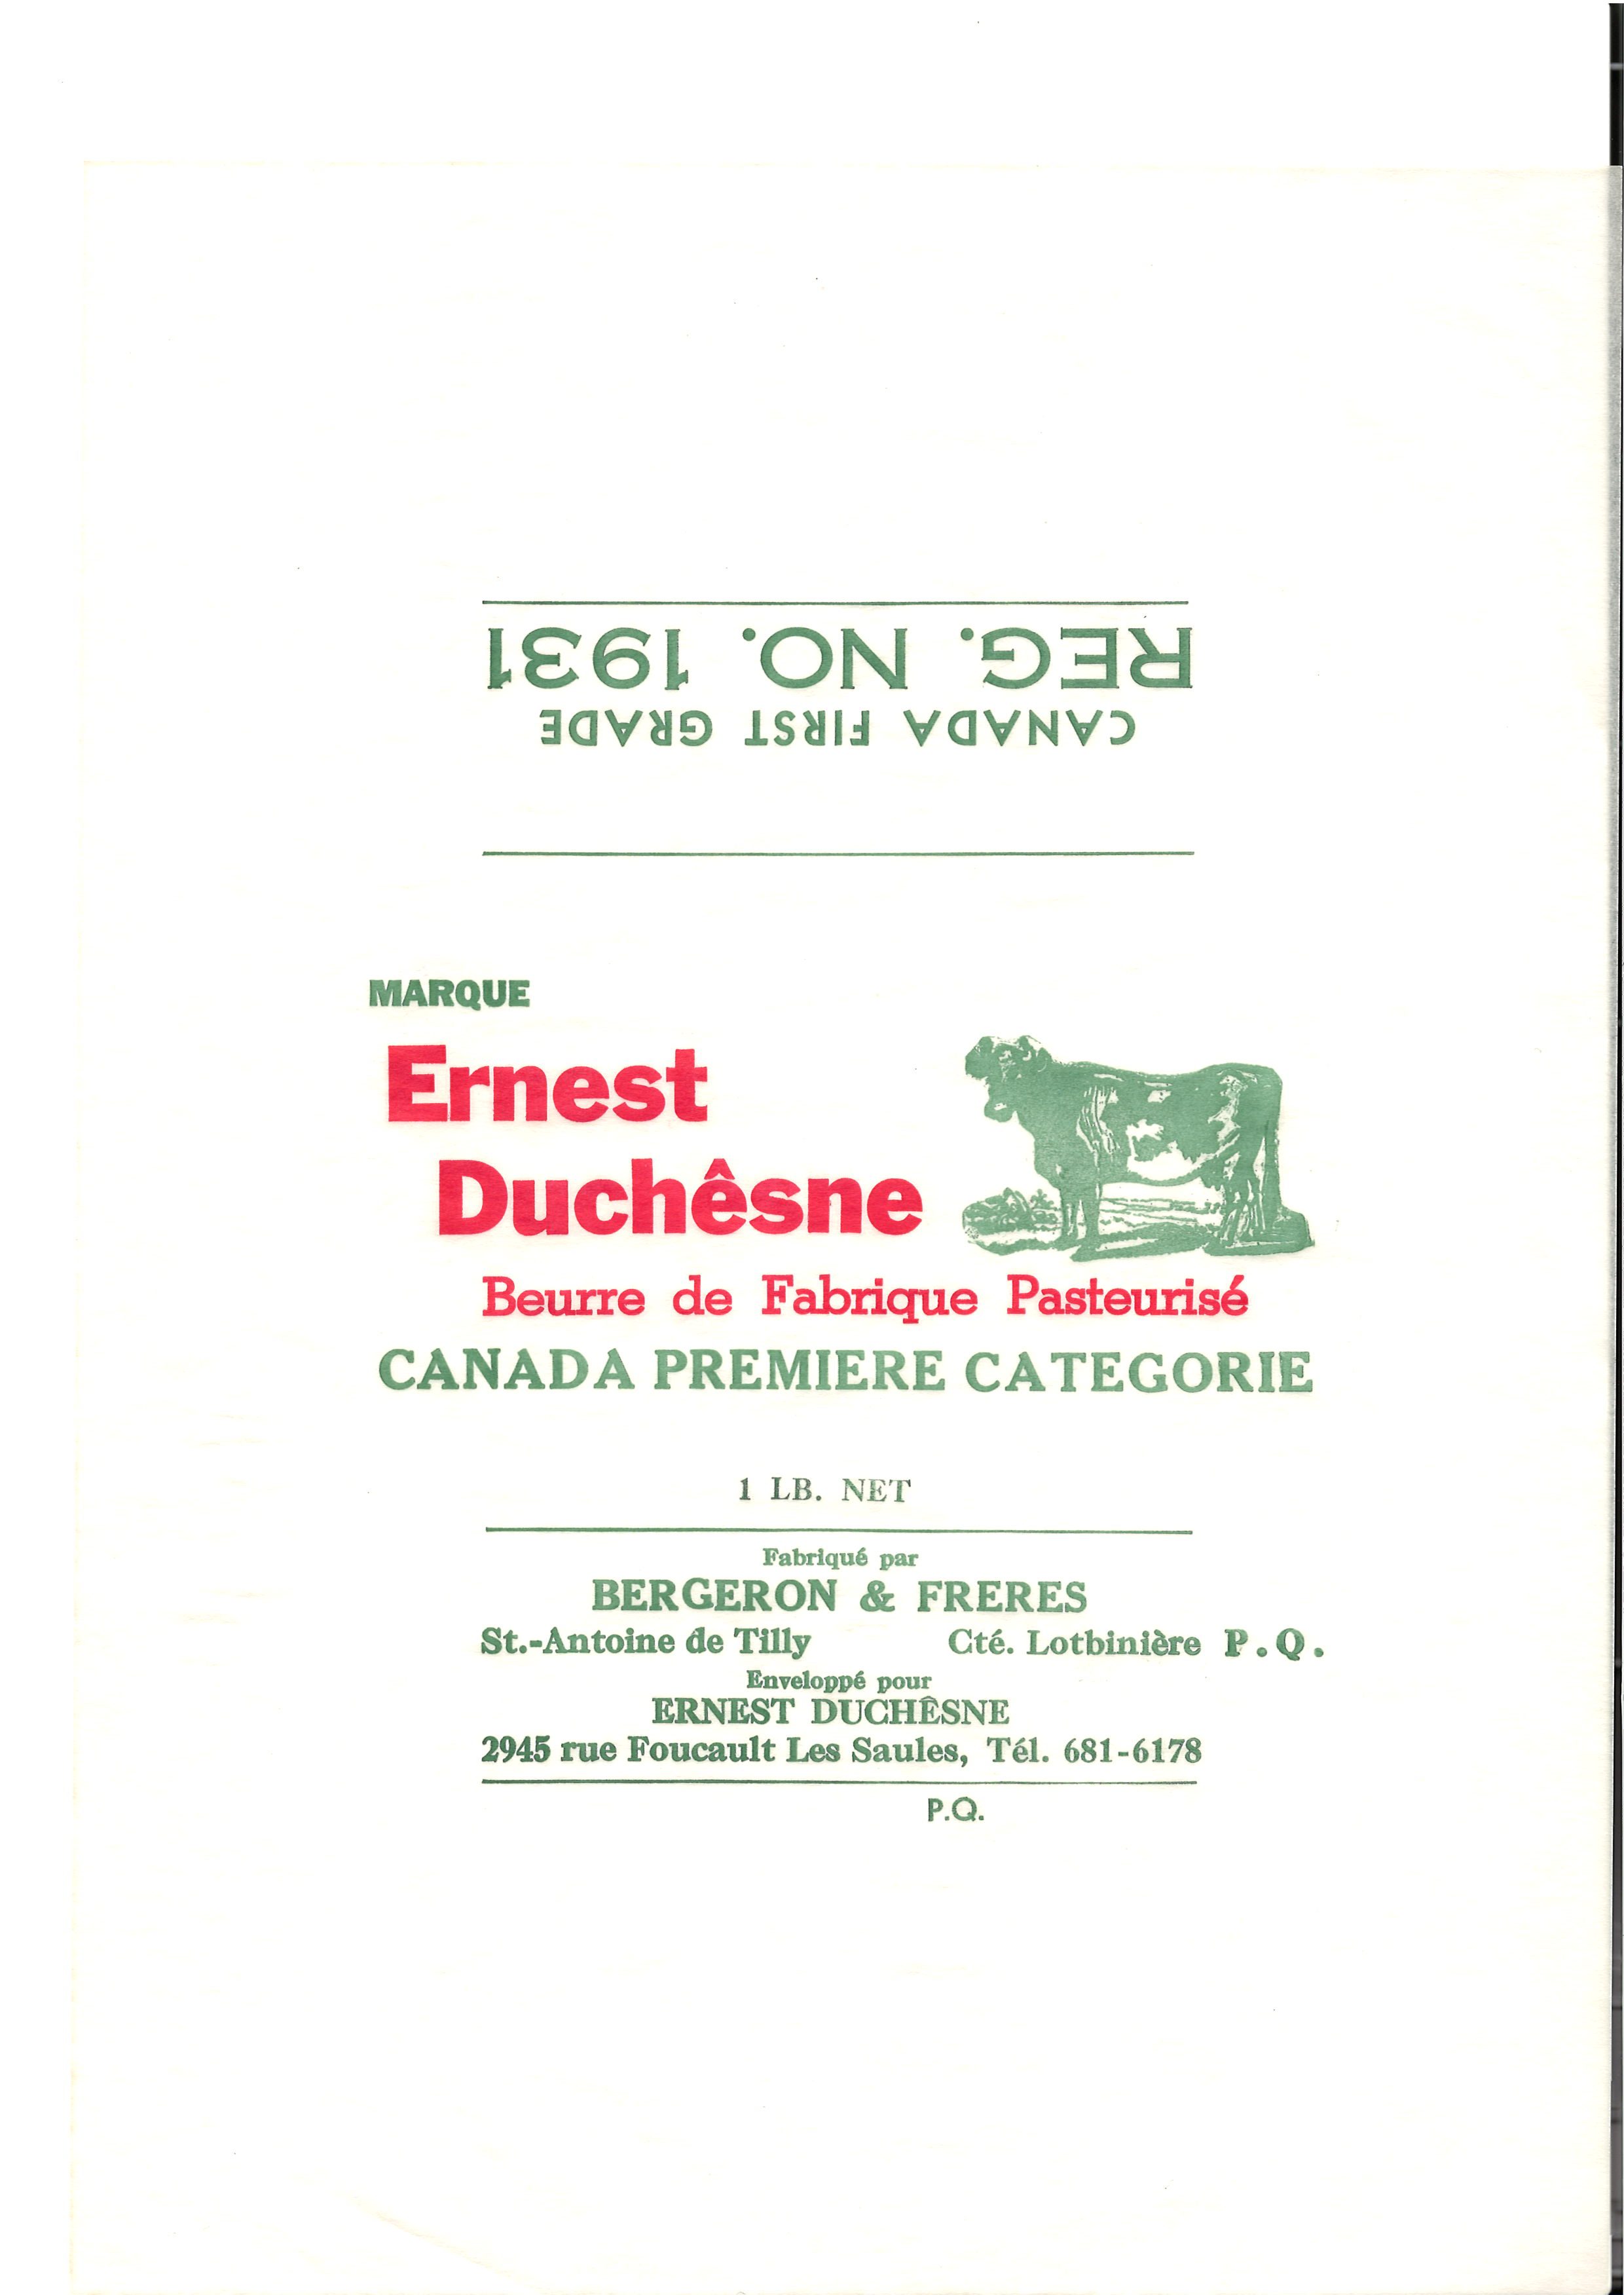 CANADA FIRST GRADE
REG. NO. 1931
MARQUE
Ernest
Duchêsne
Beurre de Fabrique Pasteurisé
CANADA PREMIERE CATEGORIE
1 LB. NET
Fabriqué par
BERGERON & FRERES
St.-Antoine de Tilly Cté. Lotbinière P.Q.
Enveloppé pour
ERNEST DUCHÊSNE
2945 rue Foucault Les Saules, Tél. 681-6178
P.Q.